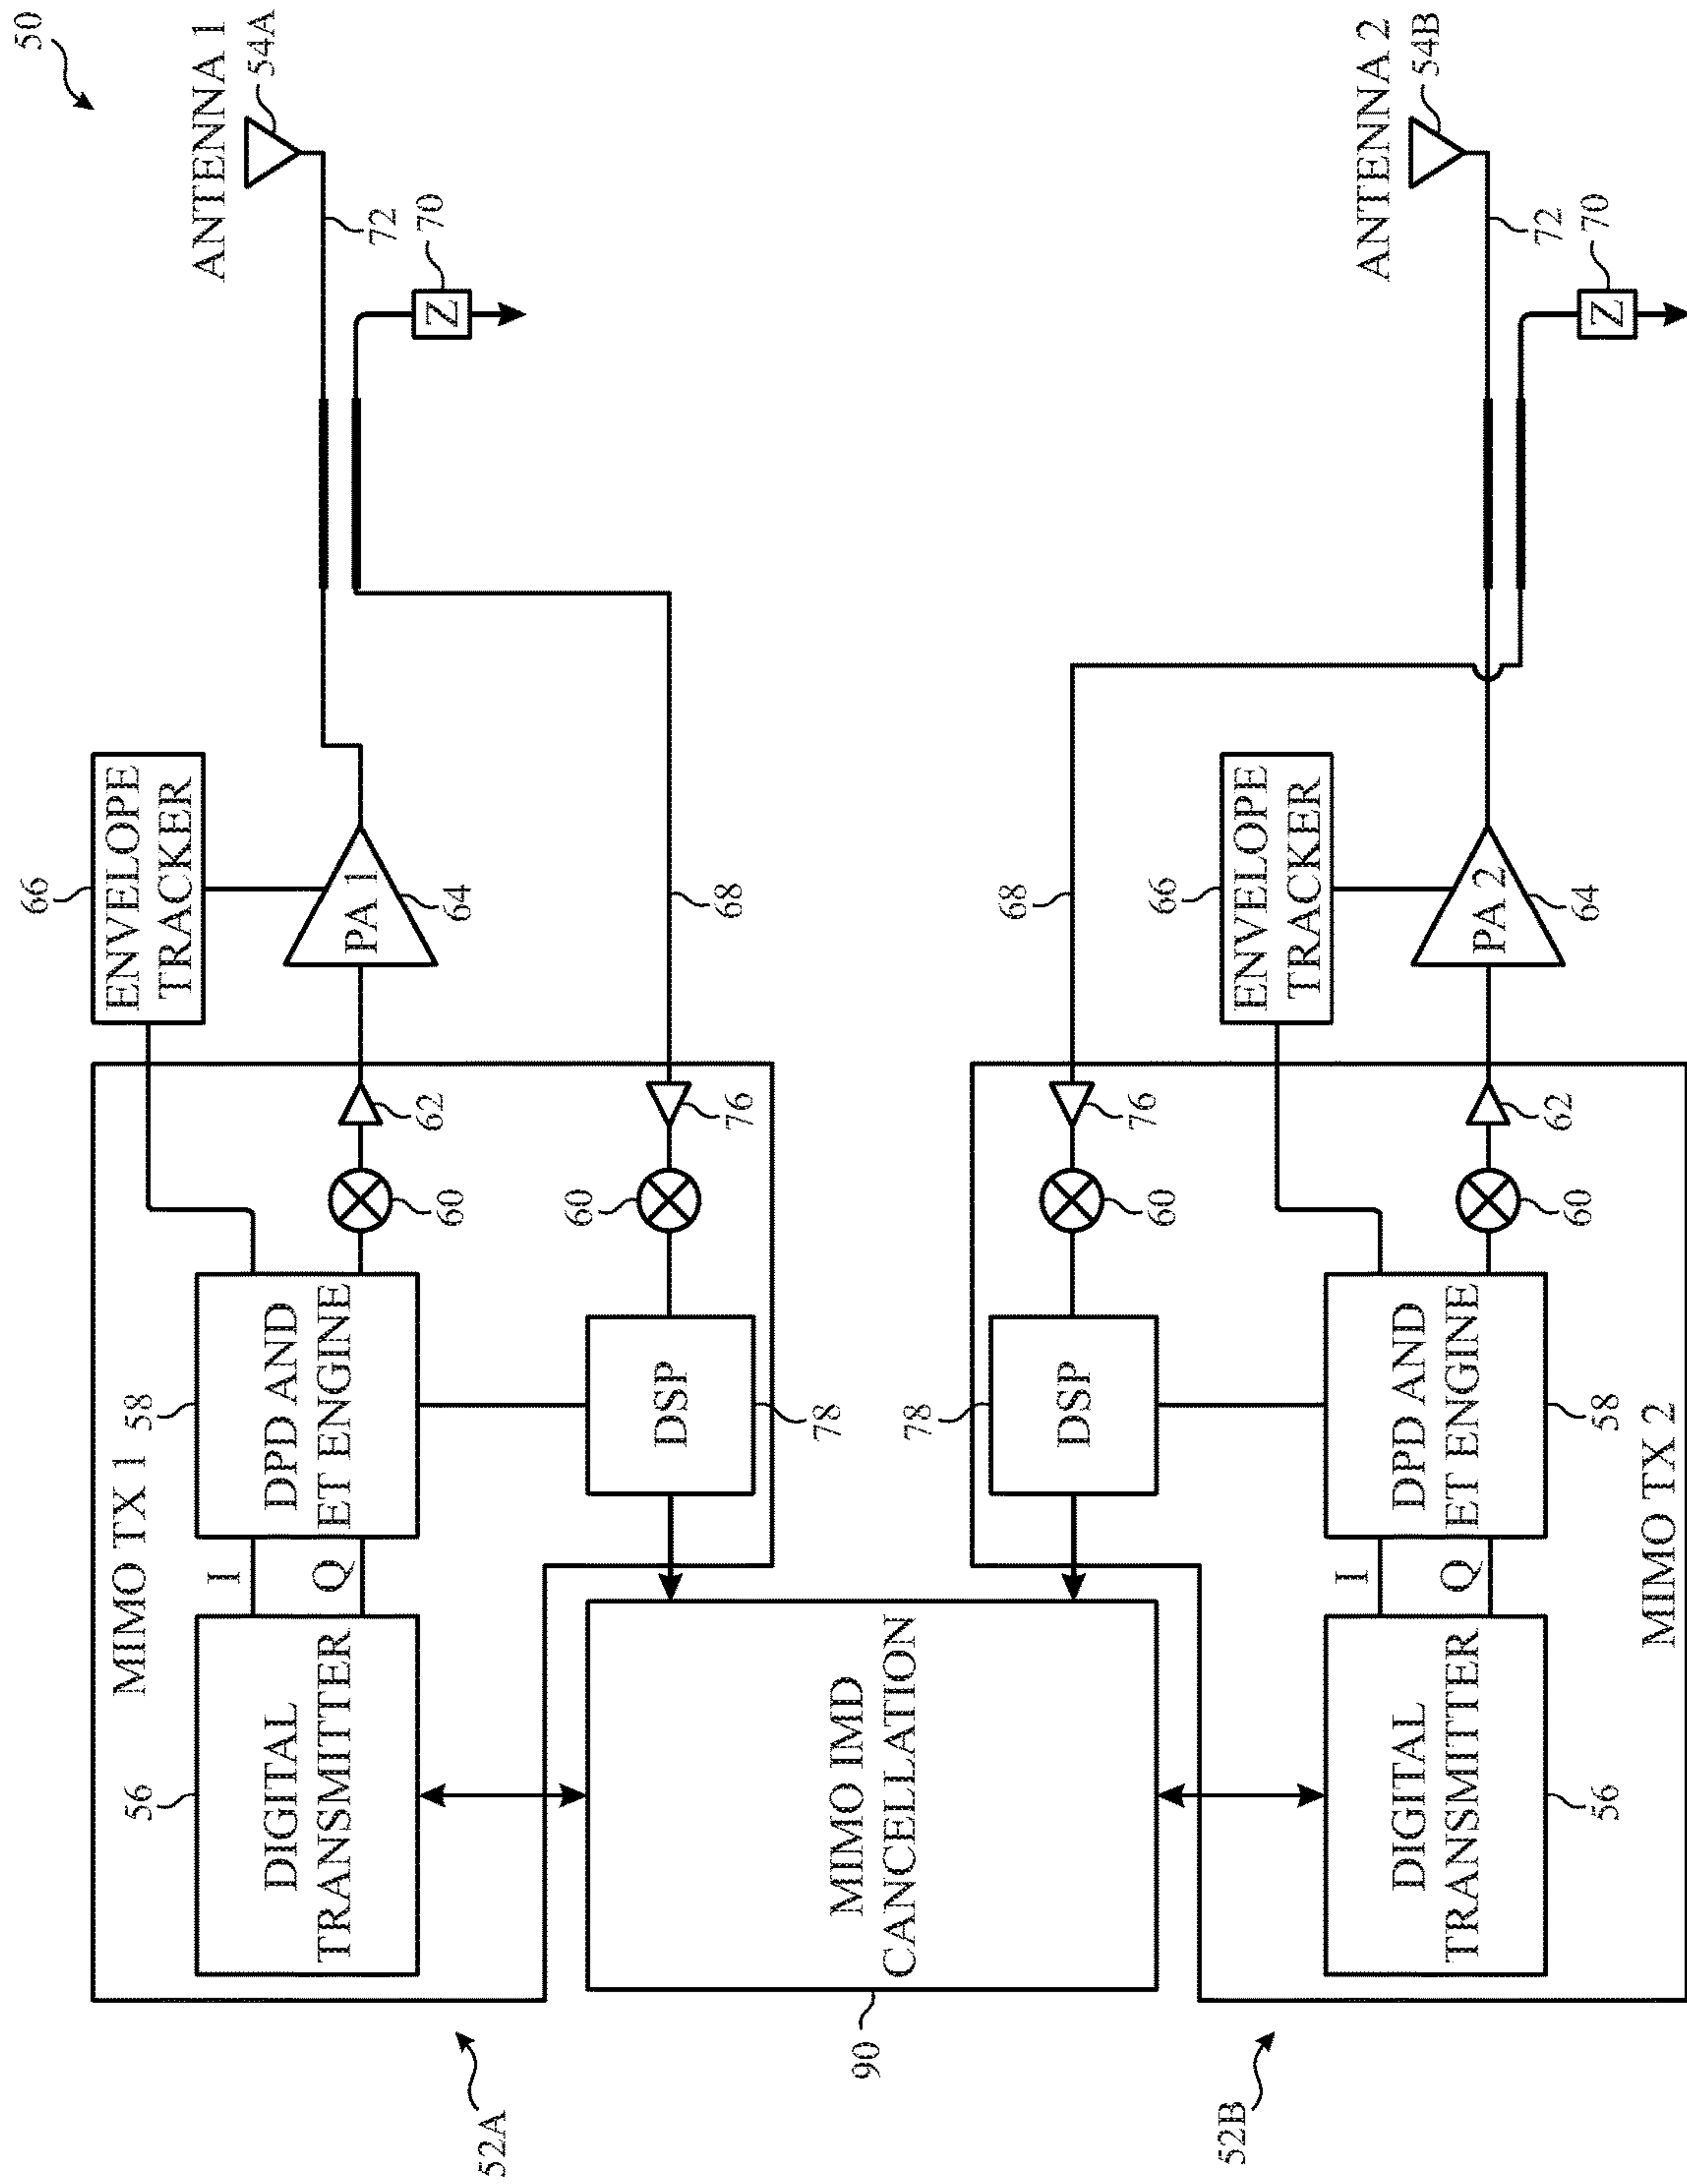 50
ANTENNA 1
54A
72
70
Z
66
ENVELOPE
TRACKER
PA 1
64
68
MIMO TX 1
58
DPD AND
ET ENGINE
I
Q
60
62
56
DIGITAL
TRANSMITTER
DSP
78
60
76
52A
MIMO IMD
CANCELLATION
90
ANTENNA 2
54B
72
70
Z
68
66
ENVELOPE
TRACKER
PA 2
64
78
DSP
60
76
DPD AND
ET ENGINE
58
I
Q
60
62
DIGITAL
TRANSMITTER
56
MIMO TX 2
52B